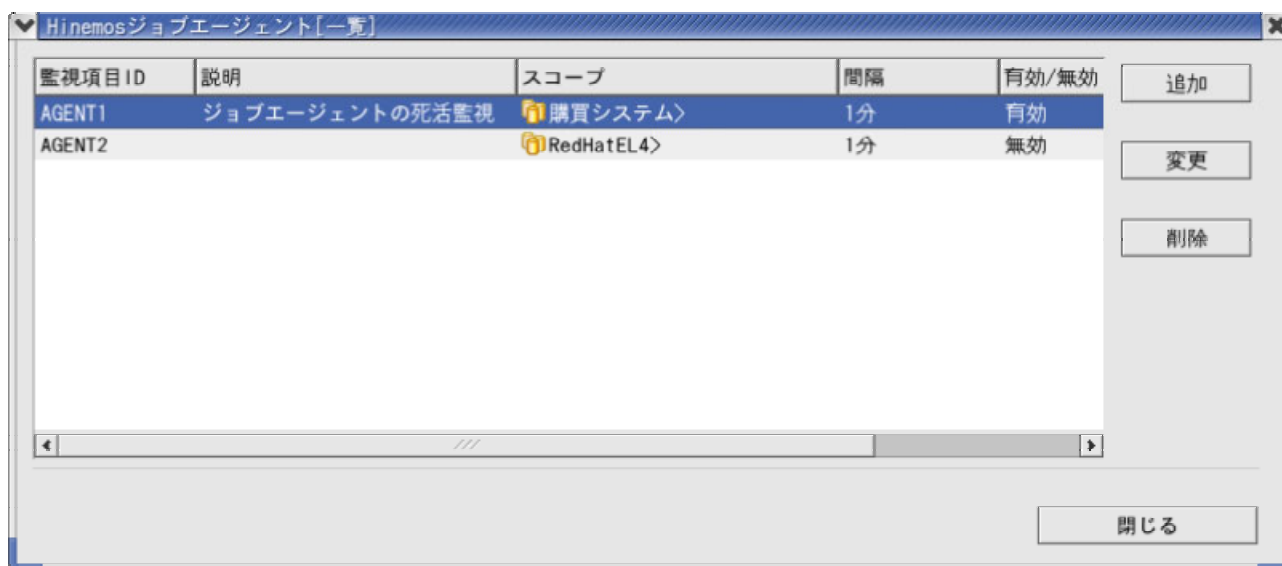 Hinemosジョブエージェント[一覧]
監視項目ID 説明 スコープ 間隔 有効/無効
AGENT1 ジョブエージェントの死活監視 購買システム> 1分 有効
AGENT2 RedHatEL4> 1分 無効
追加
変更
削除
閉じる